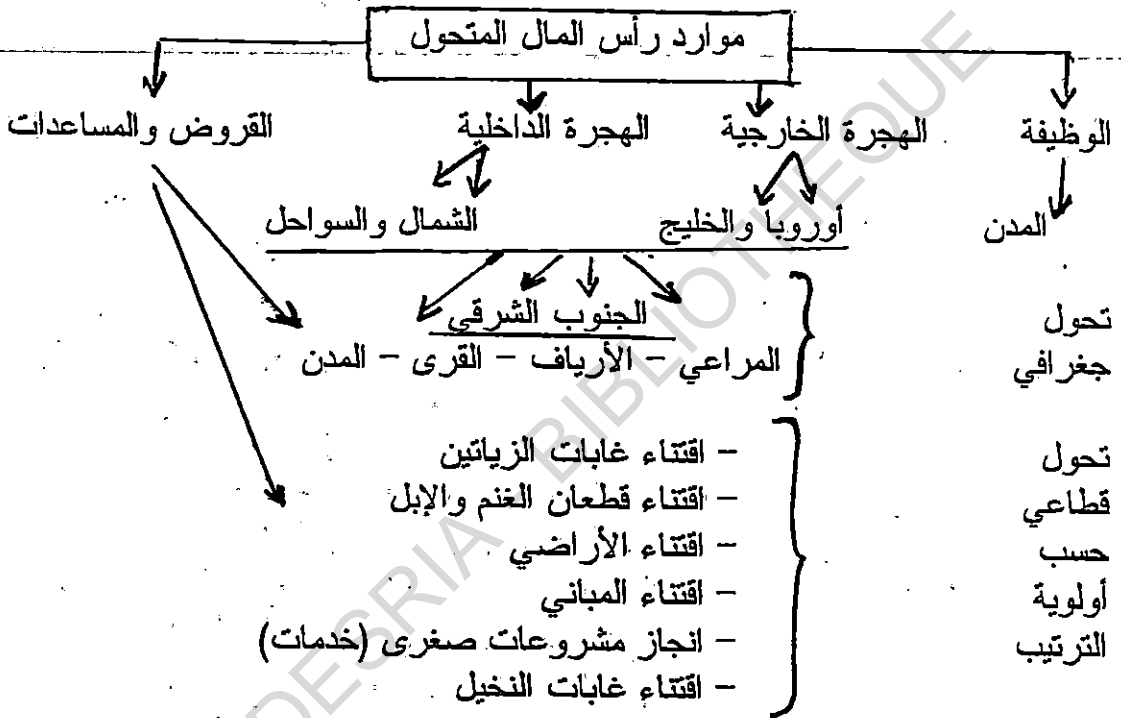 موارد رأس المال المتحول
الوظيفة الهجرة الخارجية الهجرة الداخلية القروض والمساعدات
المدن أوروبا والخليج الشمال والسواحل
تحول الجنوب الشرقي
جغرافي المراعي – الأرياف – القرى – المدن
تحول – اقتناء غابات الزياتين
قطاعي – اقتناء قطعان الغنم والإبل
حسب – اقتناء الأراضي
أولوية – اقتناء المباني
الترتيب – انجاز مشروعات صغرى (خدمات)
– اقتناء غابات النخيل
DESRIA BIBLIOTHEQUE